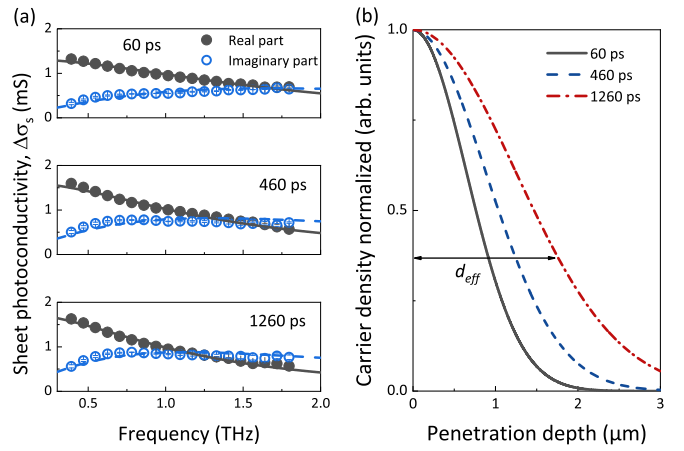 (a)
Sheet photoconductivity, Δσs (mS)
2
60 ps
Real part
Imaginary part
1
0
2
460 ps
1
0
2
1260 ps
1
0
0.5 1.0 1.5 2.0
Frequency (THz)
(b)
Carrier density normalized (arb. units)
1.0
60 ps
460 ps
1260 ps
0.5
deff
0.0
0 1 2 3
Penetration depth (μm)